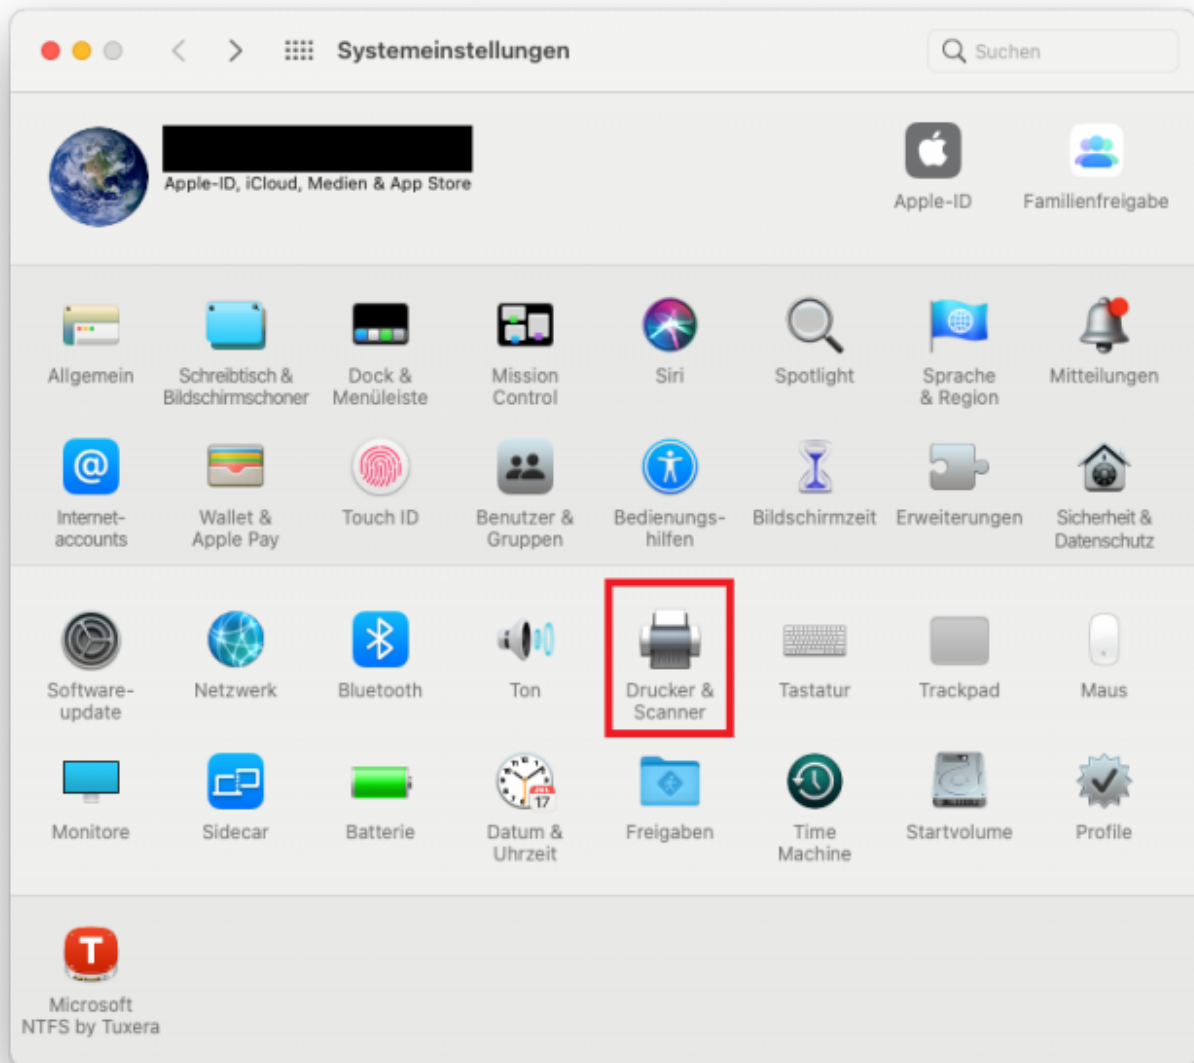 Systemeinstellungen
Suchen
Apple-ID, iCloud, Medien & App Store
Apple-ID
Familienfreigabe
Allgemein
Schreibtisch &
Bildschirmschoner
Dock &
Menüleiste
Mission
Control
Siri
Spotlight
Sprache
& Region
Mitteilungen
Internet-
accounts
Wallet &
Apple Pay
Touch ID
Benutzer &
Gruppen
Bedienungs-
hilfen
Bildschirmzeit
Erweiterungen
Sicherheit &
Datenschutz
Software-
update
Netzwerk
Bluetooth
Ton
Drucker &
Scanner
Tastatur
Trackpad
Maus
Monitore
Sidecar
Batterie
JUL
17
Datum &
Uhrzeit
Freigaben
Time
Machine
Startvolume
Profile
T
Microsoft
NTFS by Tuxera